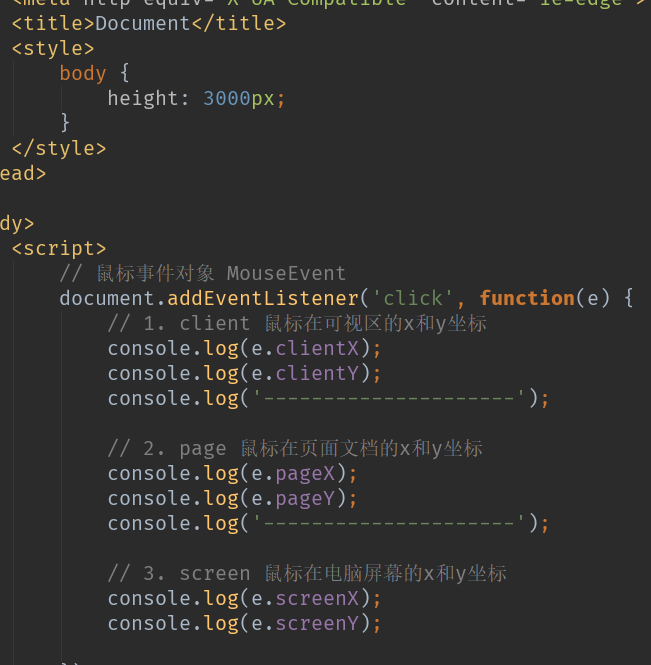 <meta http-equiv="X-UA-Compatible" content="ie=edge">
<title>Document</title>
<style>
body {
height: 3000px;
}
</style>
ead>
dy>
<script>
// 鼠标事件对象 MouseEvent
document.addEventListener('click', function(e) {
// 1. client 鼠标在可视区的x和y坐标
console.log(e.clientX);
console.log(e.clientY);
console.log('---------------------');
// 2. page 鼠标在页面文档的x和y坐标
console.log(e.pageX);
console.log(e.pageY);
console.log('---------------------');
// 3. screen 鼠标在电脑屏幕的x和y坐标
console.log(e.screenX);
console.log(e.screenY);
})